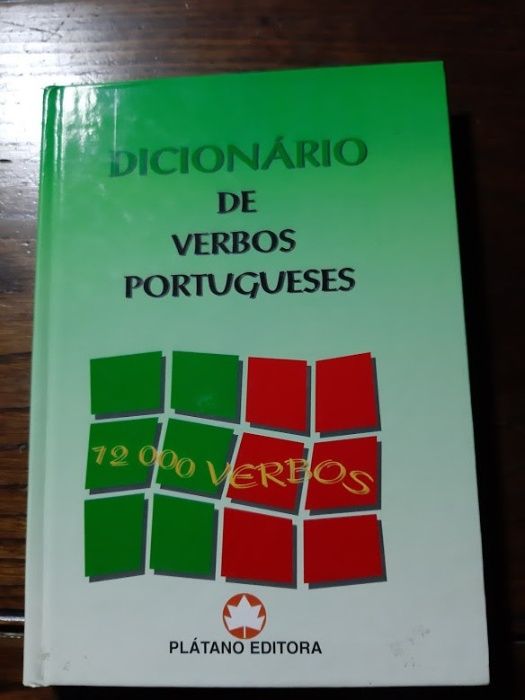 DICIONÁRIO
DE
VERBOS
PORTUGUESES
12 000 VERBOS
PLÁTANO EDITORA